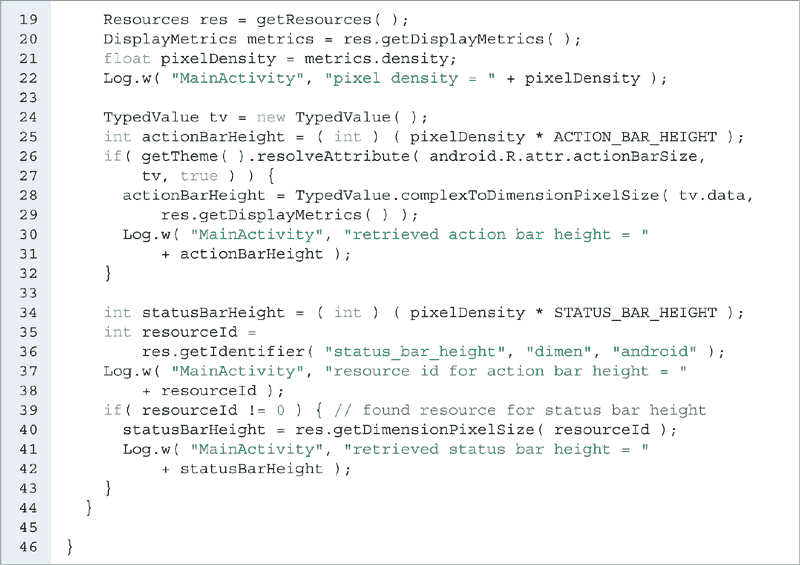 19 Resources res = getResources( );
20 DisplayMetrics metrics = res.getDisplayMetrics( );
21 float pixelDensity = metrics.density;
22 Log.w( "MainActivity", "pixel density = " + pixelDensity );
23
24 TypedValue tv = new TypedValue( );
25 int actionBarHeight = ( int ) ( pixelDensity * ACTION_BAR_HEIGHT );
26 if( getTheme( ).resolveAttribute( android.R.attr.actionBarSize,
27 tv, true ) ) {
28 actionBarHeight = TypedValue.complexToDimensionPixelSize( tv.data,
29 res.getDisplayMetrics( ) );
30 Log.w( "MainActivity", "retrieved action bar height = "
31 + actionBarHeight );
32 }
33
34 int statusBarHeight = ( int ) ( pixelDensity * STATUS_BAR_HEIGHT );
35 int resourceId =
36 res.getIdentifier( "status_bar_height", "dimen", "android" );
37 Log.w( "MainActivity", "resource id for action bar height = "
38 + resourceId );
39 if( resourceId != 0 ) { // found resource for status bar height
40 statusBarHeight = res.getDimensionPixelSize( resourceId );
41 Log.w( "MainActivity", "retrieved status bar height = "
42 + statusBarHeight );
43 }
44 }
45
46 }